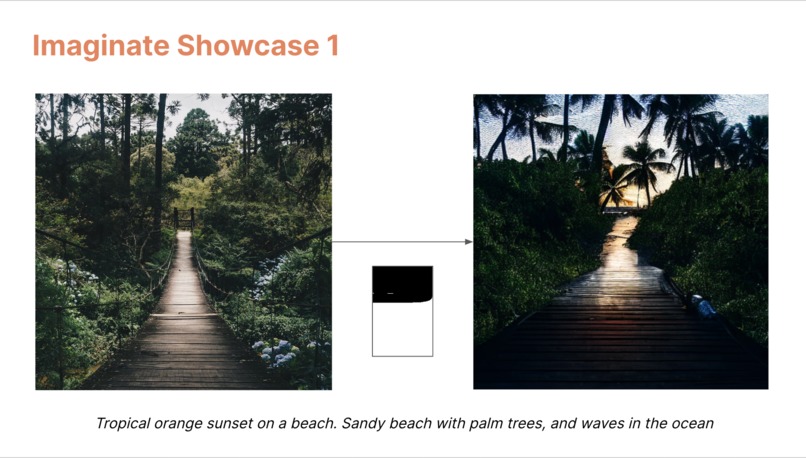 Imaginate Showcase 1
Tropical orange sunset on a beach. Sandy beach with palm trees, and waves in the ocean